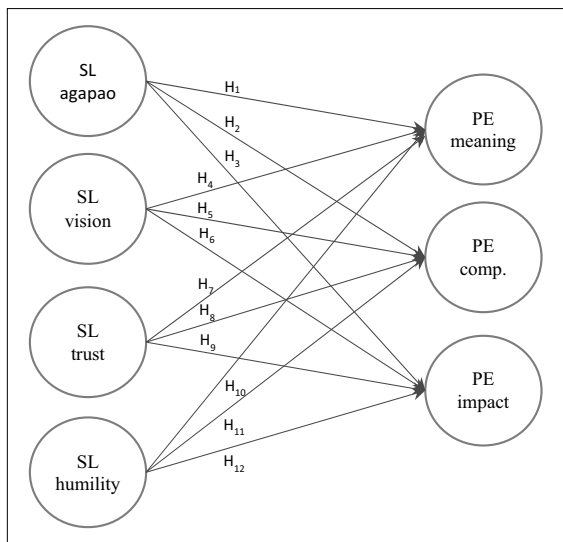 SL
agapao
SL
vision
SL
trust
SL
humility
H1
H2
H3
H4
H5
H6
H7
H8
H9
H10
H11
H12
PE
meaning
PE
comp.
PE
impact